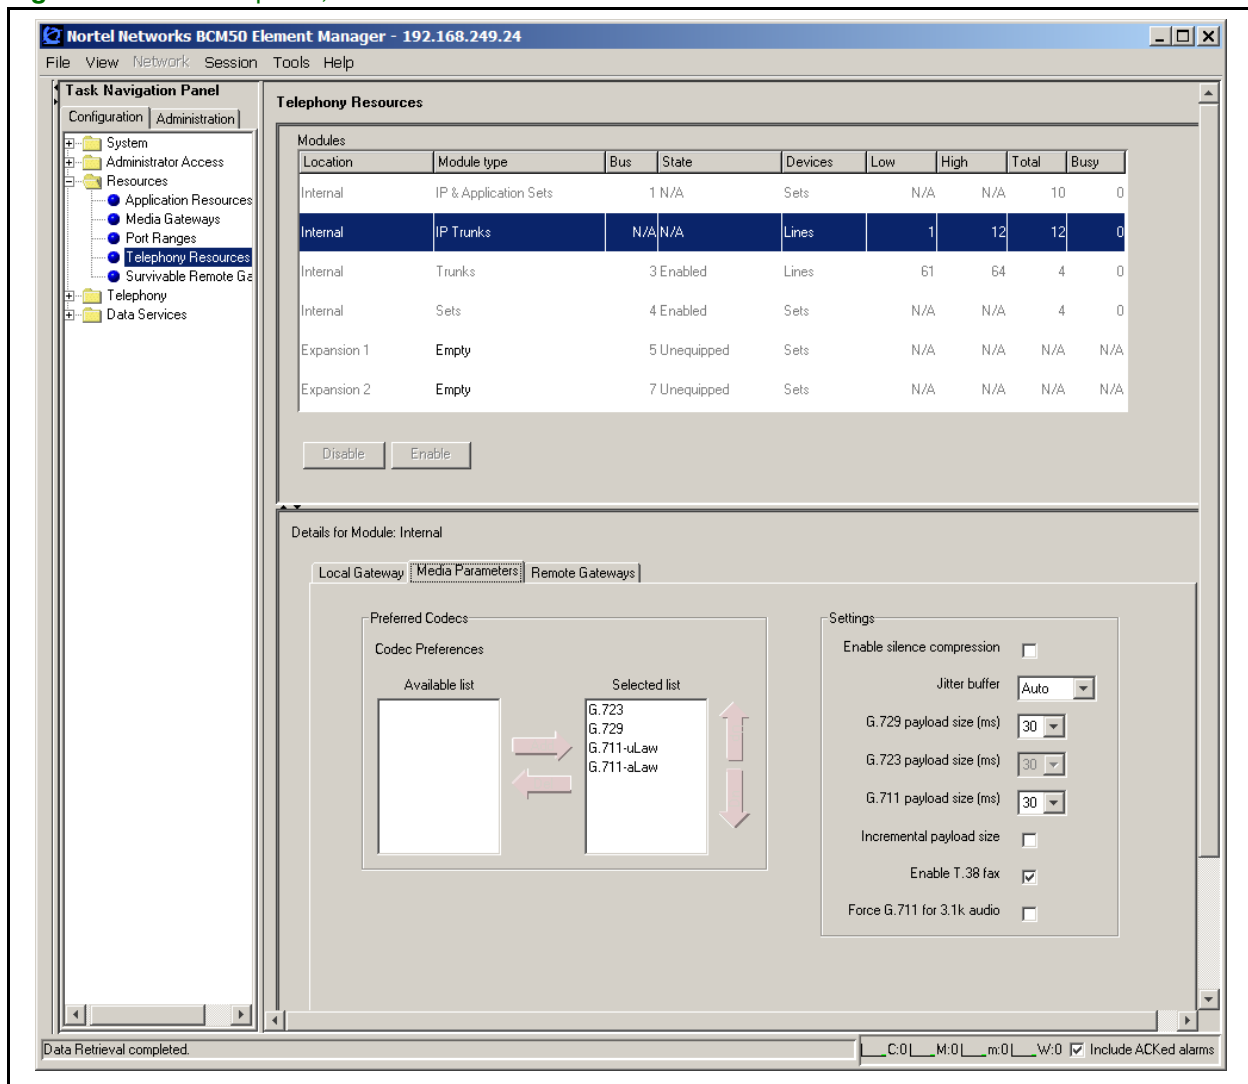 Nortel Networks BCM50 Element Manager - 192.168.249.24
File View Network Session Tools Help
Task Navigation Panel
Configuration Administration
System
Administrator Access
Resources
Application Resources
Media Gateways
Port Ranges
Telephony Resources
Survivable Remote Ga
Telephony
Data Services
Telephony Resources
Modules
Location Module type Bus State Devices Low High Total Busy
Internal IP & Application Sets 1 N/A Sets N/A N/A 10 0
Internal IP Trunks N/A N/A Lines 1 12 12 0
Internal Trunks 3 Enabled Lines 61 64 4 0
Internal Sets 4 Enabled Sets N/A N/A 4 0
Expansion 1 Empty 5 Unequipped Sets N/A N/A N/A N/A
Expansion 2 Empty 7 Unequipped Sets N/A N/A N/A N/A
Disable Enable
Details for Module: Internal
Local Gateway Media Parameters Remote Gateways
Preferred Codecs
Codec Preferences
Available list Selected list
G.723
G.729
G.711-uLaw
G.711-aLaw
Settings
Enable silence compression
Jitter buffer Auto
G.729 payload size (ms) 30
G.723 payload size (ms) 30
G.711 payload size (ms) 30
Incremental payload size
Enable T.38 fax
Force G.711 for 3.1k audio
Data Retrieval completed.
C:0 M:0 m:0 W:0 Include ACKed alarms